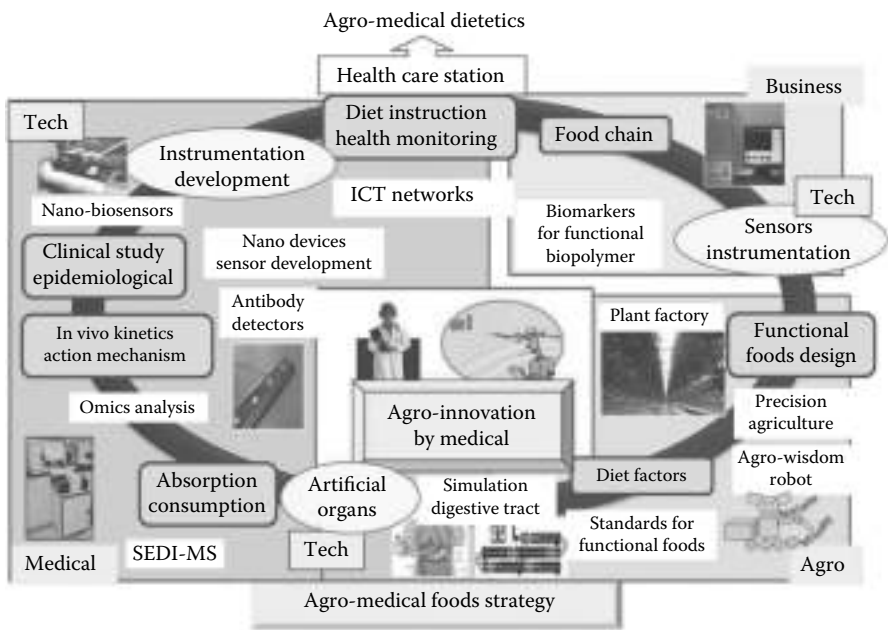 Agro-medical dietetics
Health care station
Business
Tech
Diet instruction
health monitoring
Food chain
Instrumentation
development
ICT networks
Tech
Nano-biosensors
Biomarkers
for functional
biopolymer
Sensors
instrumentation
Clinical study
epidemiological
Nano devices
sensor development
Antibody
detectors
In vivo kinetics
action mechanism
Plant factory
Functional
foods design
Omics analysis
Agro-innovation
by medical
Precision
agriculture
Absorption
consumption
Artificial
organs
Simulation
digestive tract
Diet factors
Agro-wisdom
robot
Standards for
functional foods
Medical
SEDI-MS
Tech
Agro
Agro-medical foods strategy